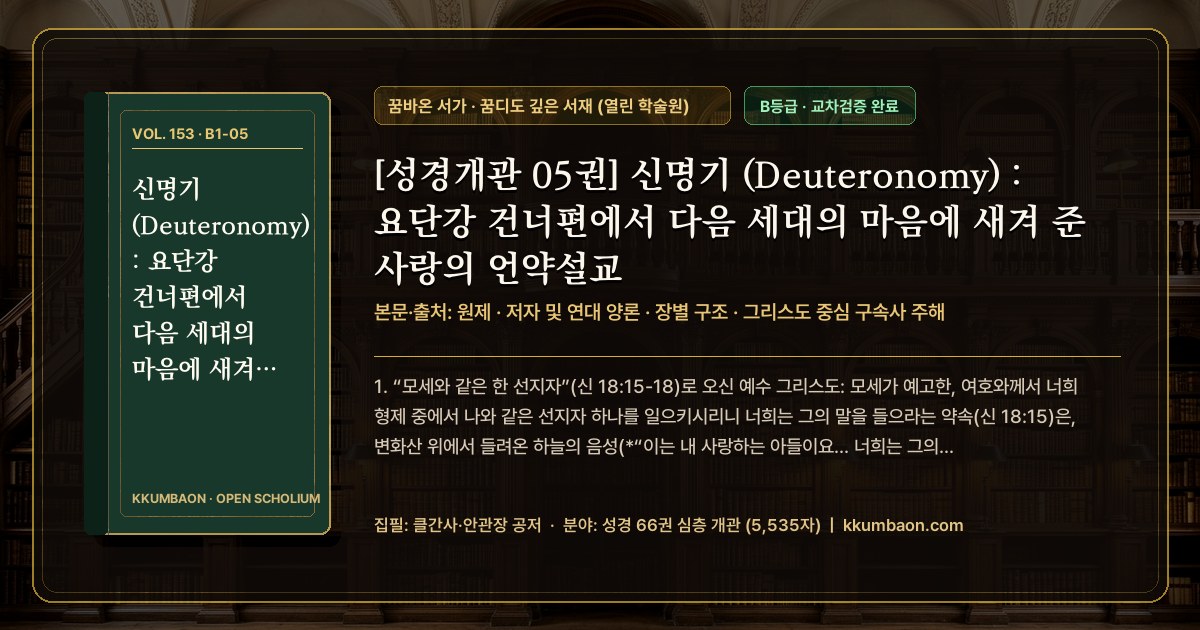 VOL. 153 · B1-05
신명기
(Deuteronomy)
: 요단강
건너편에서
다음 세대의
마음에 새겨…
KKUMBAON · OPEN SCHOLIUM
꿈바온 서가 · 꿈디도 깊은 서재 (열린 학술원)
B등급 · 교차검증 완료
[성경개관 05권] 신명기 (Deuteronomy) :
요단강 건너편에서 다음 세대의 마음에 새겨 준
사랑의 언약설교
본문·출처: 원제 · 저자 및 연대 양론 · 장별 구조 · 그리스도 중심 구속사 주해
1. “모세와 같은 한 선지자”(신 18:15-18)로 오신 예수 그리스도: 모세가 예고한, 여호와께서 너희
형제 중에서 나와 같은 선지자 하나를 일으키시리니 너희는 그의 말을 들으라는 약속(신 18:15)은,
변화산 위에서 들려온 하늘의 음성(*“이는 내 사랑하는 아들이요… 너희는 그의…
집필: 클간사·안관장 공저 · 분야: 성경 66권 심층 개관 (5,535자) | kkumbaon.com